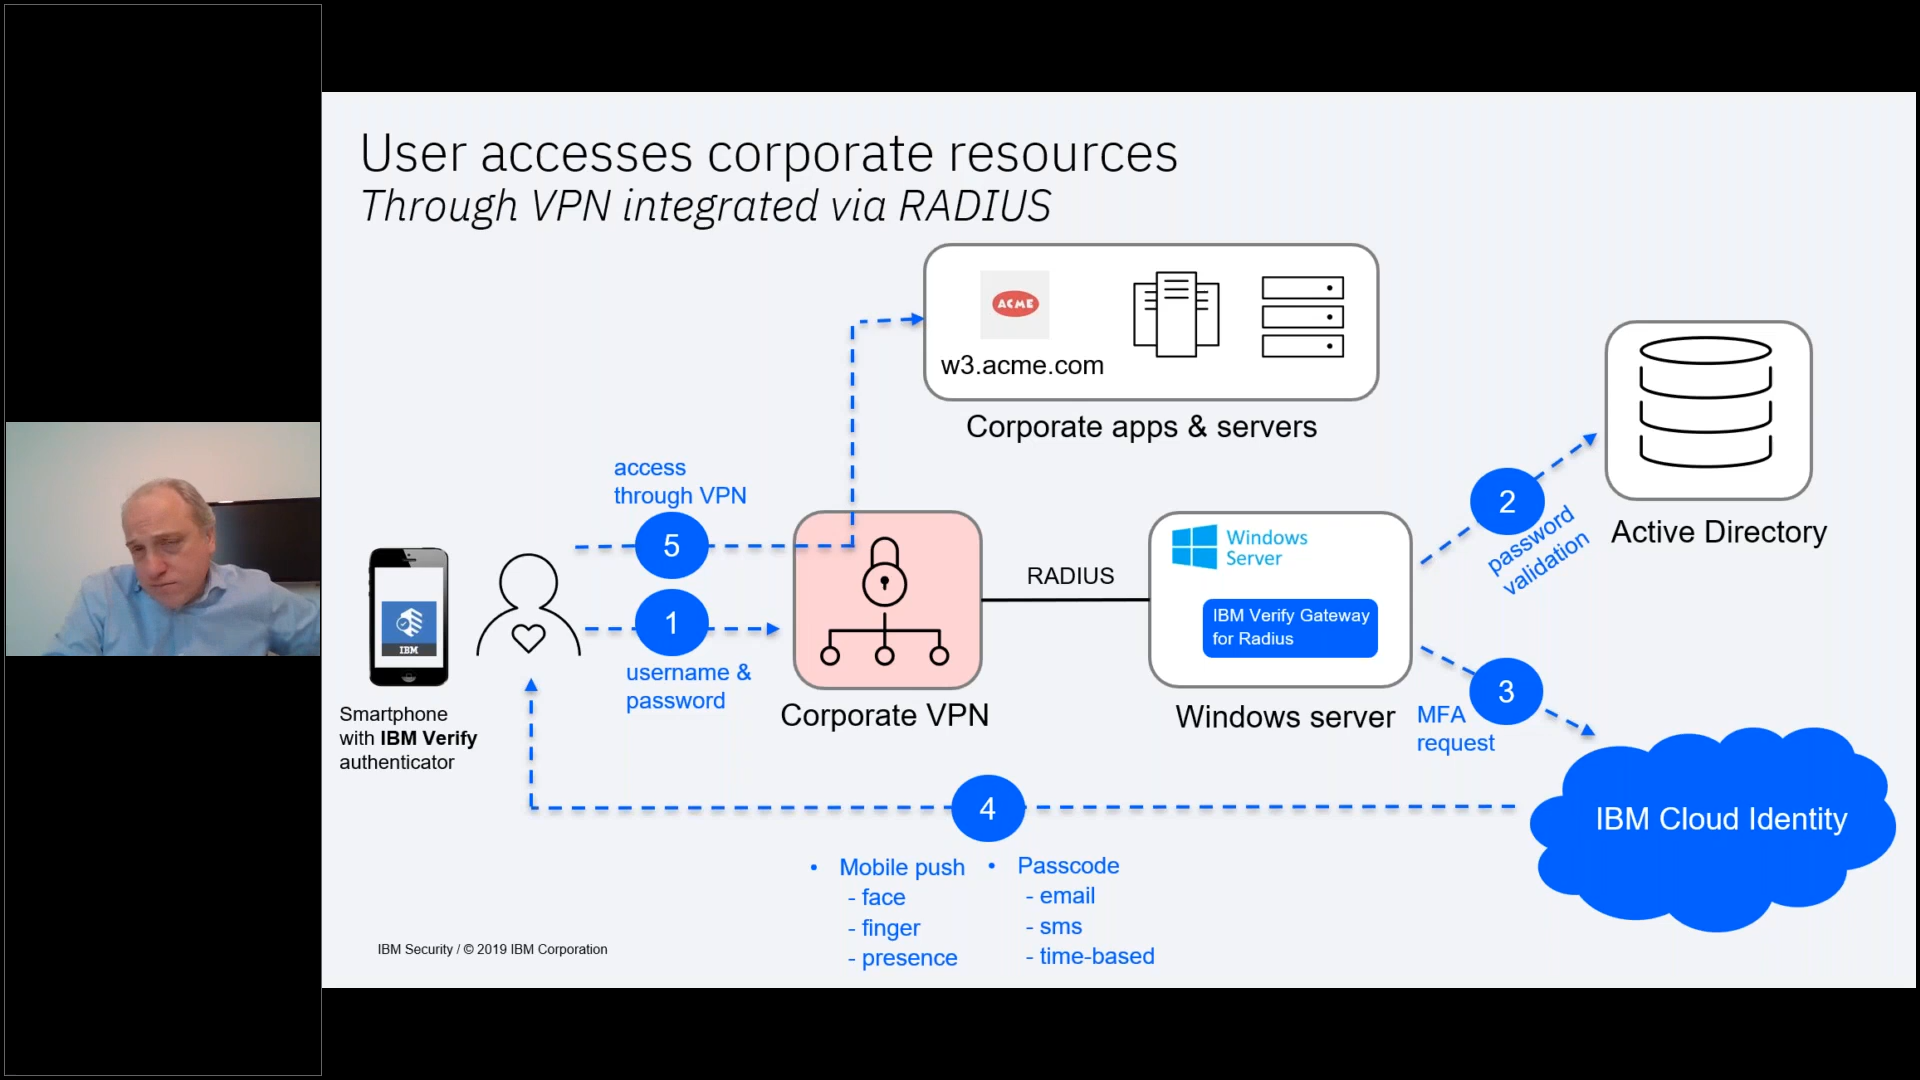 User accesses corporate resources
Through VPN integrated via RADIUS
ACME
w3.acme.com
Corporate apps & servers
access
through VPN
5
1
username &
password
IBM
Smartphone
with IBM Verify
authenticator
Corporate VPN
RADIUS
Windows
Server
IBM Verify Gateway
for Radius
Windows server
2
password
validation
Active Directory
3
MFA
request
IBM Cloud Identity
4
• Mobile push
- face
- finger
- presence
• Passcode
- email
- sms
- time-based
IBM Security / © 2019 IBM Corporation